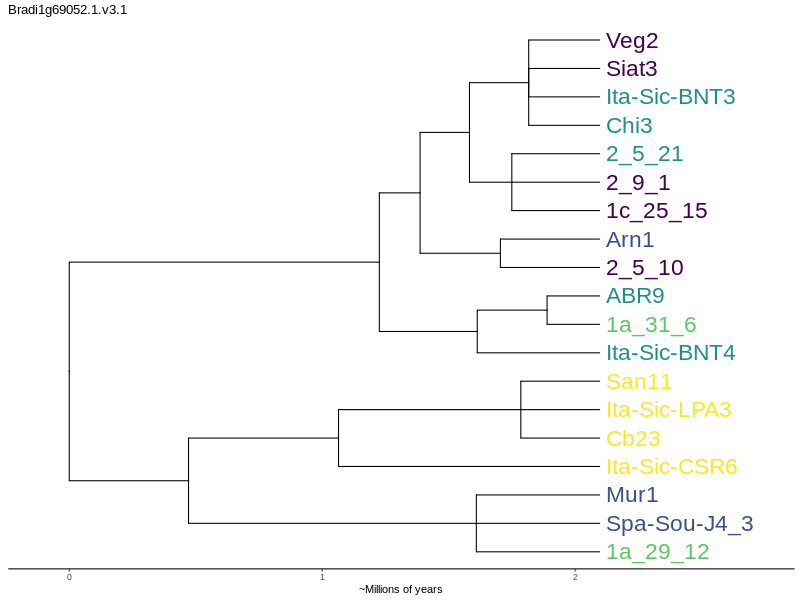 Bradi1g69052.1.v3.1
Veg2
Siat3
Ita-Sic-BNT3
Chi3
2_5_21
2_9_1
1c_25_15
Arn1
2_5_10
ABR9
1a_31_6
Ita-Sic-BNT4
San11
Ita-Sic-LPA3
Cb23
Ita-Sic-CSR6
Mur1
Spa-Sou-J4_3
1a_29_12
0 1 2
~Millions of years